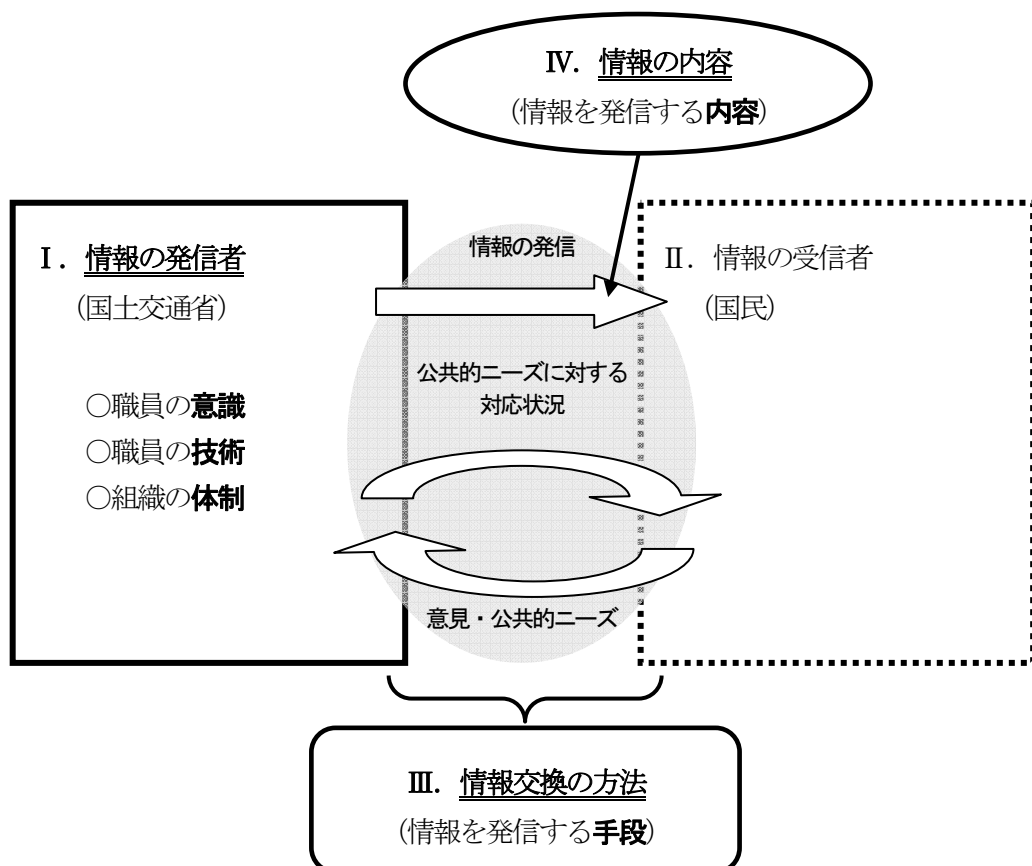 Ⅳ．情報の内容
（情報を発信する内容）
Ⅰ．情報の発信者
（国土交通省）
○職員の意識
○職員の技術
○組織の体制
情報の発信
公共的ニーズに対する
対応状況
意見・公共的ニーズ
Ⅱ．情報の受信者
（国民）
Ⅲ．情報交換の方法
（情報を発信する手段）